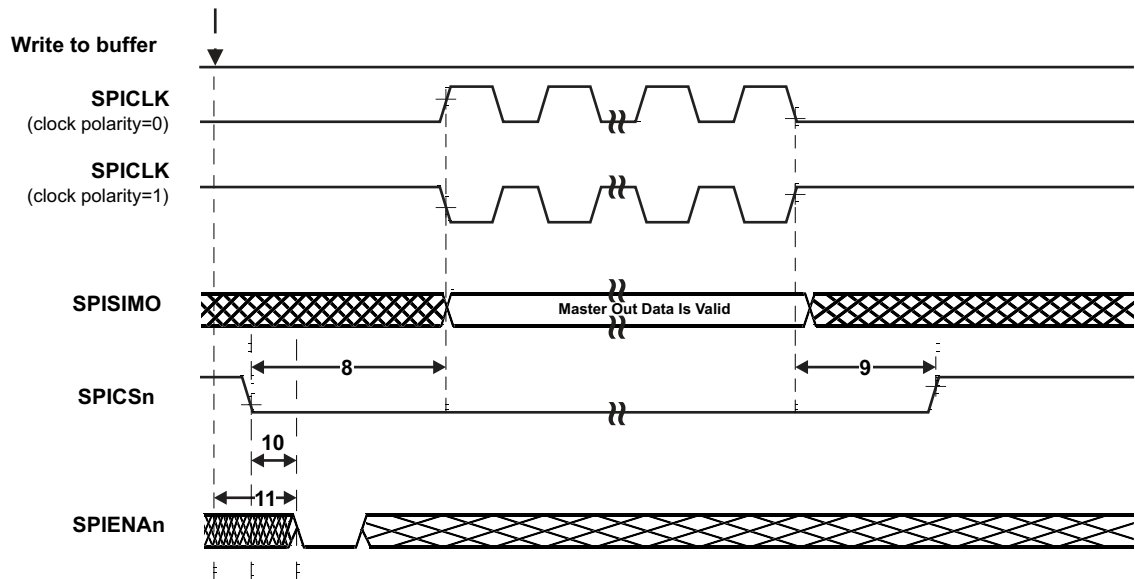 Write to buffer
SPICLK
(clock polarity=0)
SPICLK
(clock polarity=1)
SPISIMO
Master Out Data Is Valid
8
9
SPICSn
10
11
SPIENAn